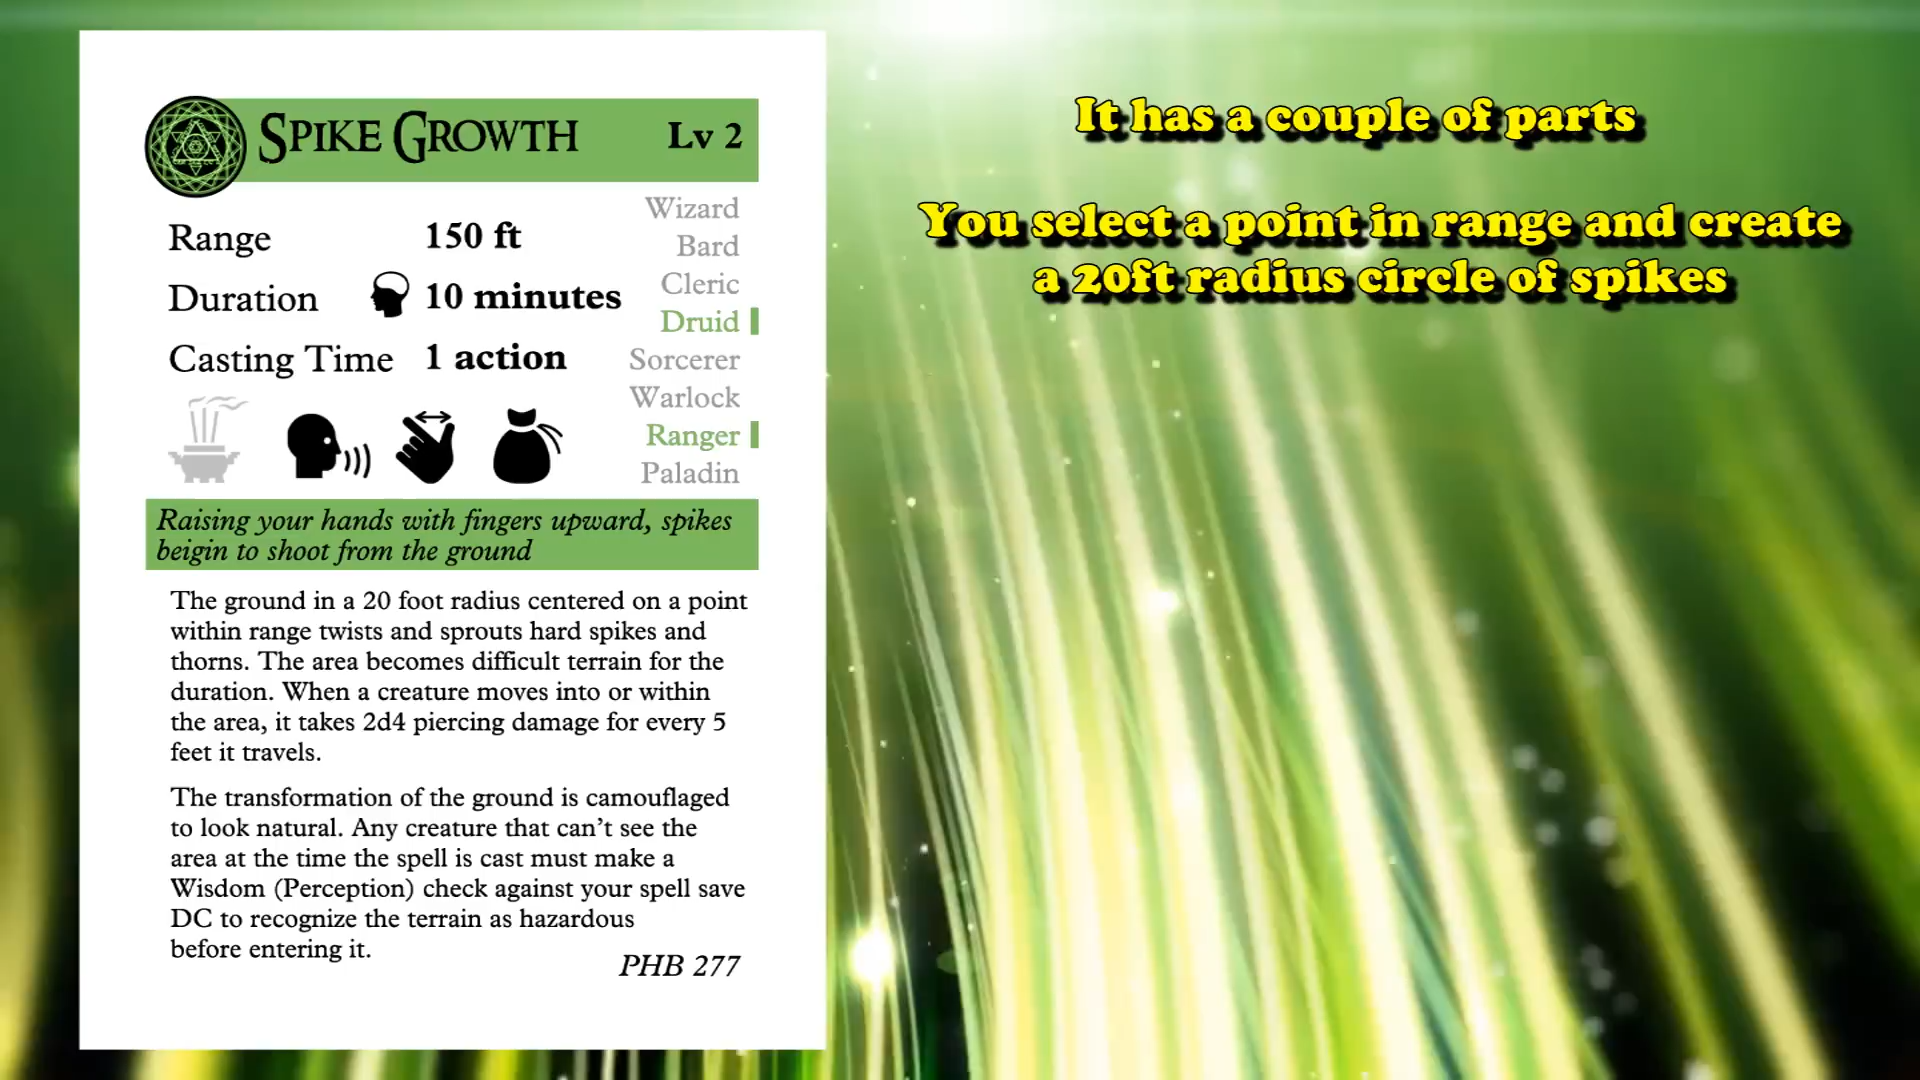 SPIKE GROWTH Lv 2
Range 150 ft
Duration 10 minutes
Casting Time 1 action
Wizard
Bard
Cleric
Druid
Sorcerer
Warlock
Ranger
Paladin
Raising your hands with fingers upward, spikes
beigin to shoot from the ground
The ground in a 20 foot radius centered on a point
within range twists and sprouts hard spikes and
thorns. The area becomes difficult terrain for the
duration. When a creature moves into or within
the area, it takes 2d4 piercing damage for every 5
feet it travels.
The transformation of the ground is camouflaged
to look natural. Any creature that can't see the
area at the time the spell is cast must make a
Wisdom (Perception) check against your spell save
DC to recognize the terrain as hazardous
before entering it.
PHB 277
It has a couple of parts
You select a point in range and create
a 20ft radius circle of spikes